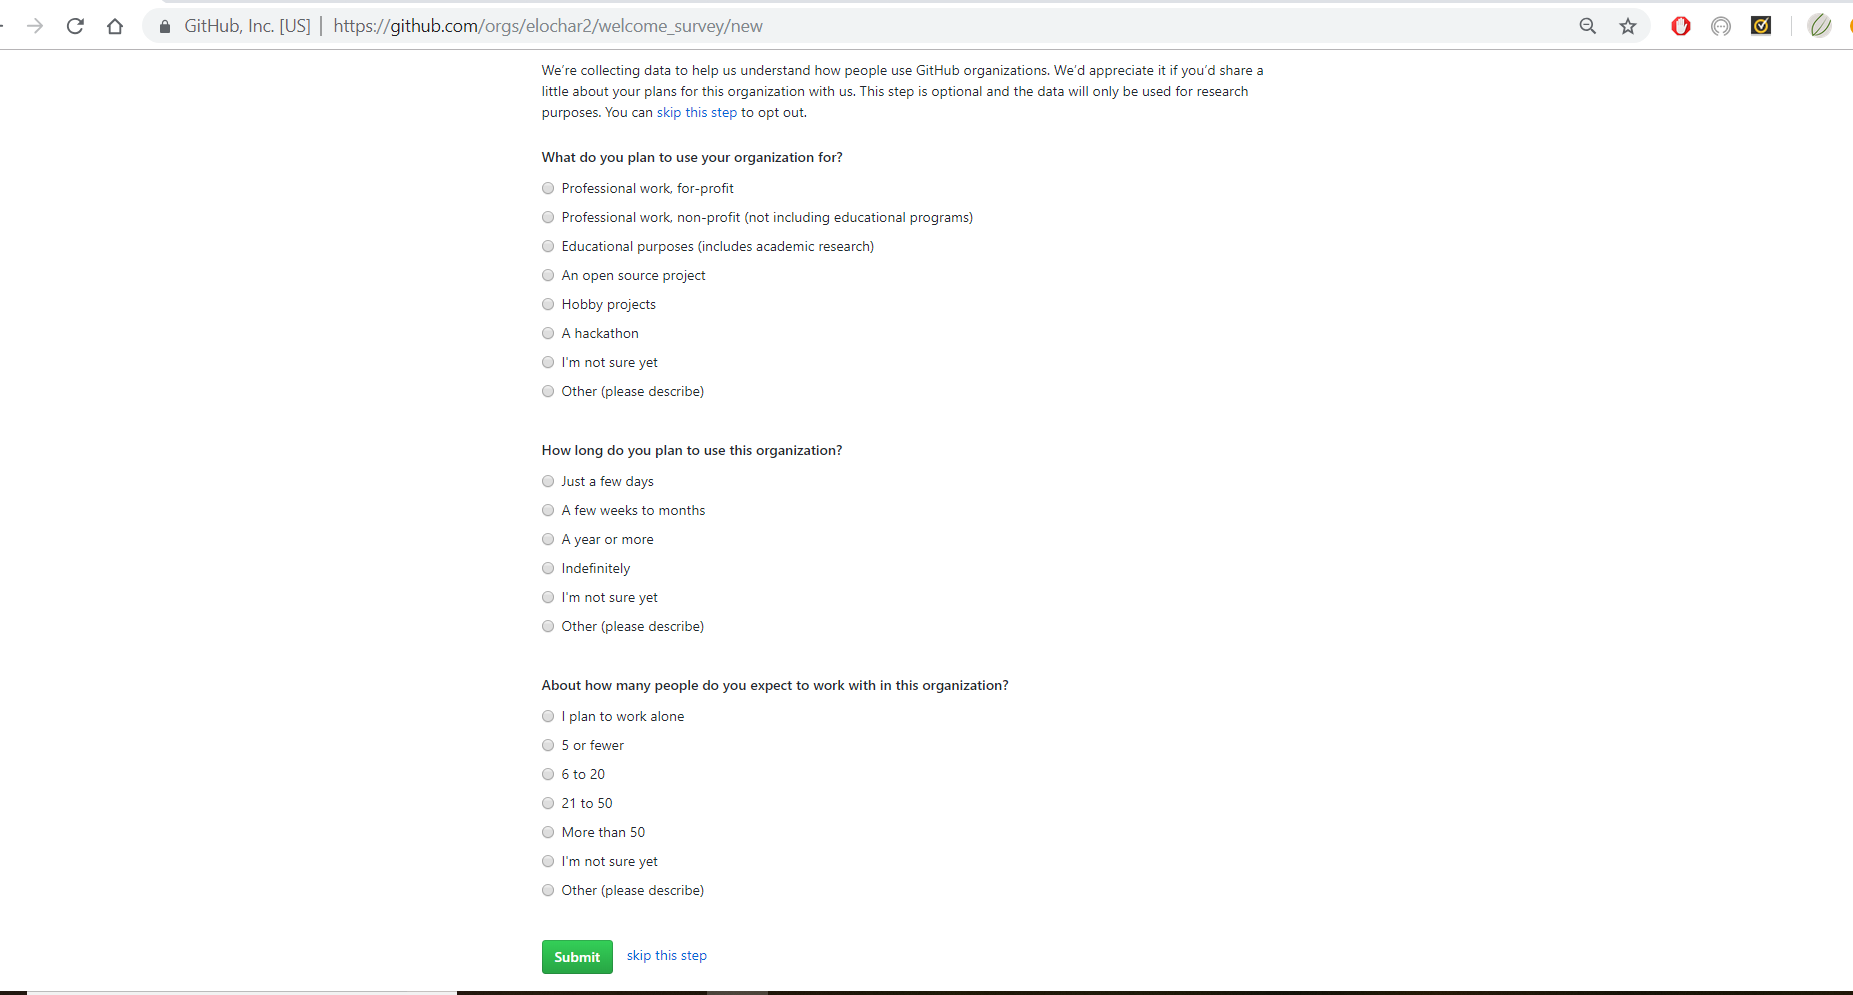 GitHub, Inc. [US] | https://github.com/orgs/elochar2/welcome_survey/new
We're collecting data to help us understand how people use GitHub organizations. We'd appreciate it if you'd share a
little about your plans for this organization with us. This step is optional and the data will only be used for research
purposes. You can skip this step to opt out.
What do you plan to use your organization for?
Professional work, for-profit
Professional work, non-profit (not including educational programs)
Educational purposes (includes academic research)
An open source project
Hobby projects
A hackathon
I'm not sure yet
Other (please describe)
How long do you plan to use this organization?
Just a few days
A few weeks to months
A year or more
Indefinitely
I'm not sure yet
Other (please describe)
About how many people do you expect to work with in this organization?
I plan to work alone
5 or fewer
6 to 20
21 to 50
More than 50
I'm not sure yet
Other (please describe)
Submit skip this step